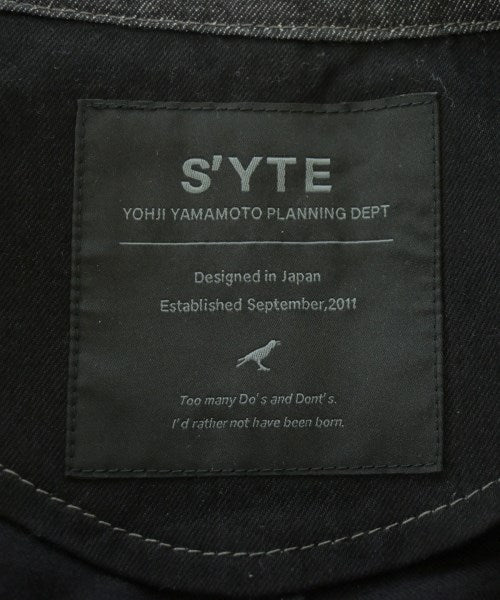 S'YTE
YOHJI YAMAMOTO PLANNING DEPT
Designed in Japan
Established September,2011
Too many Do's and Dont's.
I'd rather not have been born.